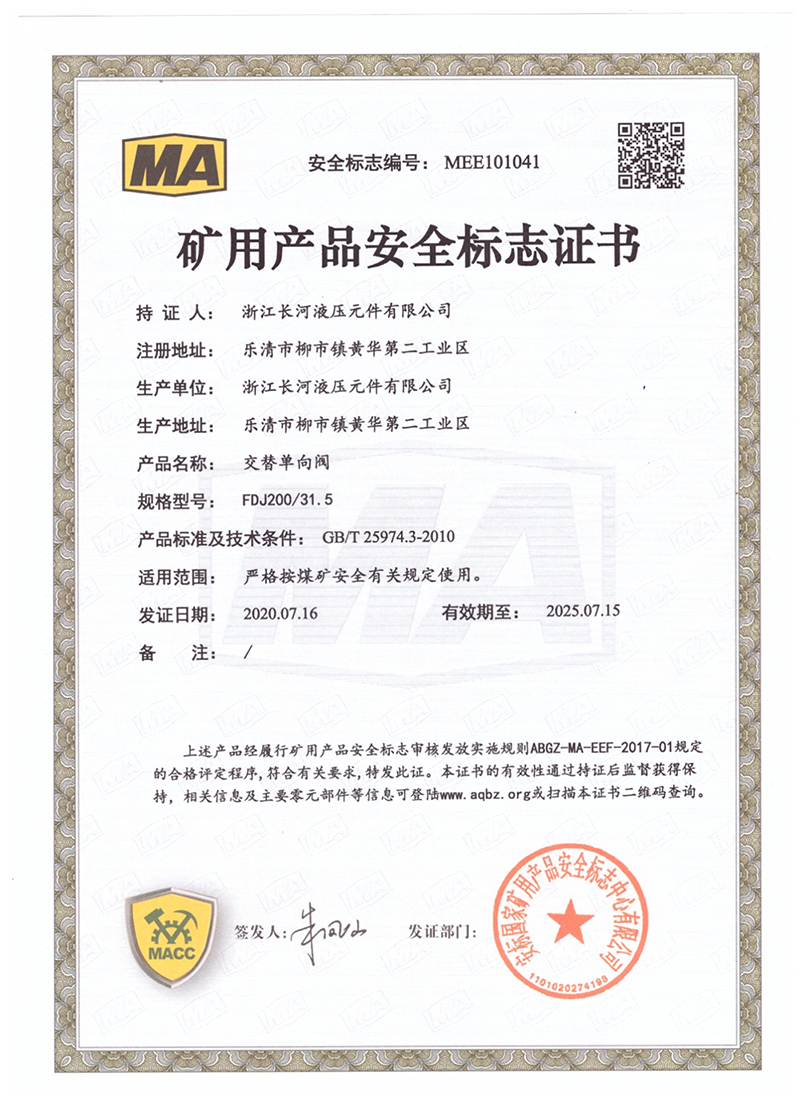 MA
安全标志编号： MEE101041
矿用产品安全标志证书
持 证 人： 浙江长河液压元件有限公司
注册地址： 乐清市柳市镇黄华第二工业区
生产单位： 浙江长河液压元件有限公司
生产地址： 乐清市柳市镇黄华第二工业区
产品名称： 交替单向阀
规格型号： FDJ200/31.5
产品标准及技术条件： GB/T 25974.3-2010
适用范围： 严格按煤矿安全有关规定使用。
发证日期： 2020.07.16 有效期至： 2025.07.15
备 注： /
上述产品经履行矿用产品安全标志审核发放实施规则ABGZ-MA-EEF-2017-01规定
的合格评定程序,符合有关要求,特发此证。本证书的有效性通过持证后监督获得保
持，相关信息及主要零元部件等信息可登陆www.aqbz.org或扫描本证书二维码查询。
MACC
签发人:
发证部门:
安标国家矿用产品安全标志中心有限公司
1101020274198